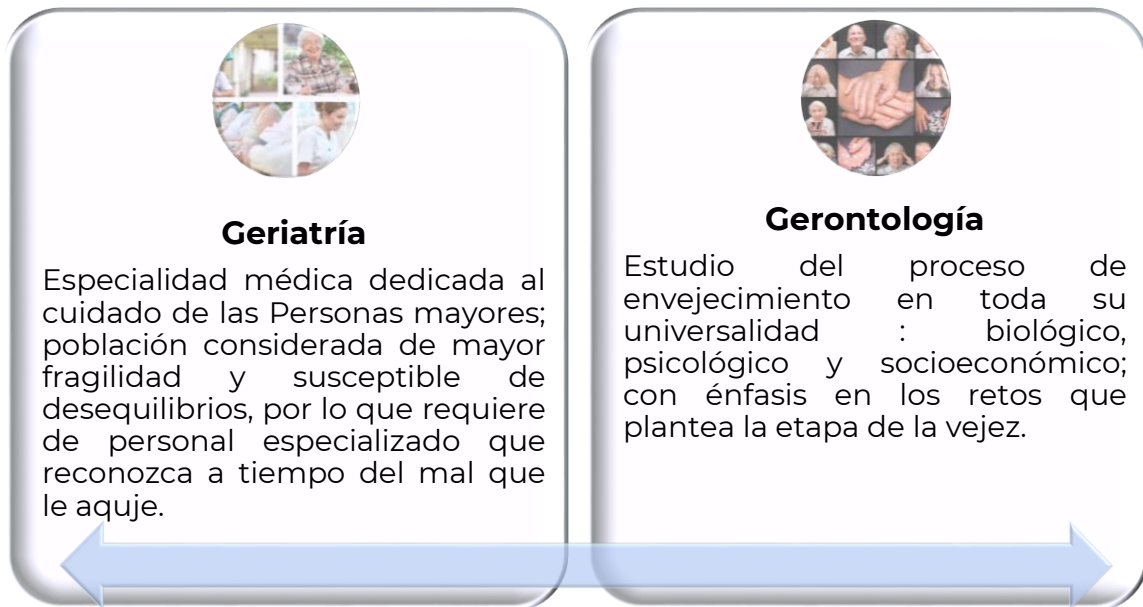 Geriatría
Especialidad médica dedicada al
cuidado de las Personas mayores;
población considerada de mayor
fragilidad y susceptible de
desequilibrios, por lo que requiere
de personal especializado que
reconozca a tiempo del mal que
le aquje.
Gerontología
Estudio del proceso de
envejecimiento en toda su
universalidad : biológico,
psicológico y socioeconómico;
con énfasis en los retos que
plantea la etapa de la vejez.